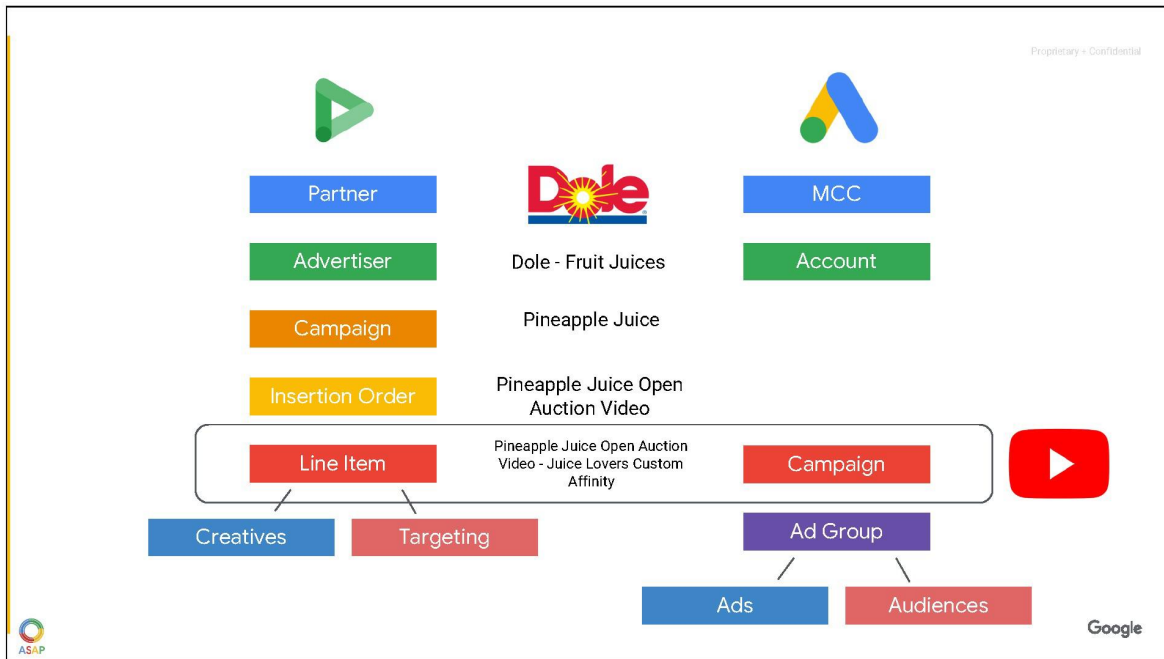 Proprietary + Confidential
Partner
Dole
MCC
Advertiser
Dole - Fruit Juices
Account
Campaign
Pineapple Juice
Insertion Order
Pineapple Juice Open
Auction Video
Line Item
Pineapple Juice Open Auction
Video - Juice Lovers Custom
Affinity
Campaign
Creatives
Targeting
Ad Group
Ads
Audiences
ASAP
Google